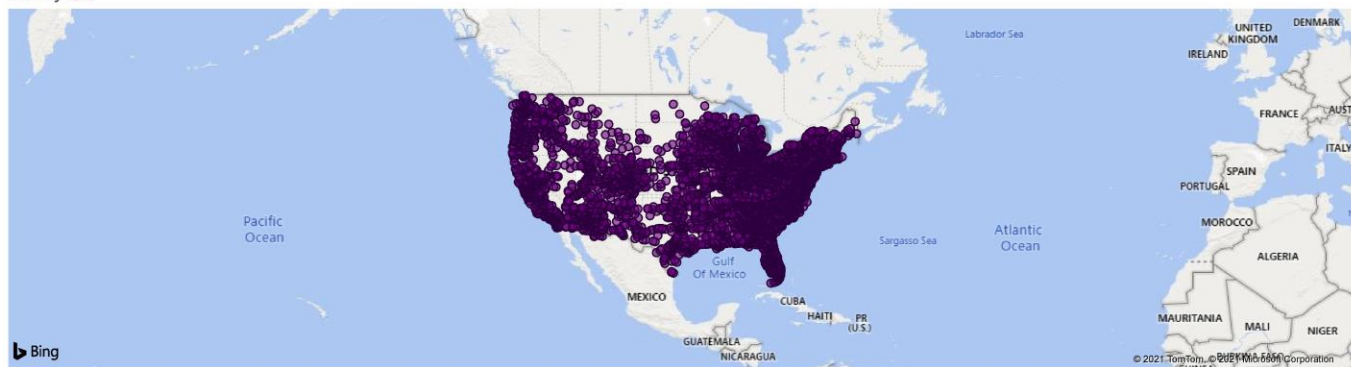 Labrador Sea
DENMARK
UNITED
KINGDOM
IRELAND
FRANCE
AUST
ITALY
SPAIN
PORTUGAL
Pacific
Ocean
Atlantic
Ocean
Sargasso Sea
MOROCCO
ALGERIA
Gulf
Of Mexico
MEXICO
CUBA
HAITI
PR
(U.S.)
MAURITANIA
MALI
NIGER
GUATEMALA
NICARAGUA
Bing
© 2021 TomTom, © 2021 Microsoft Corporation